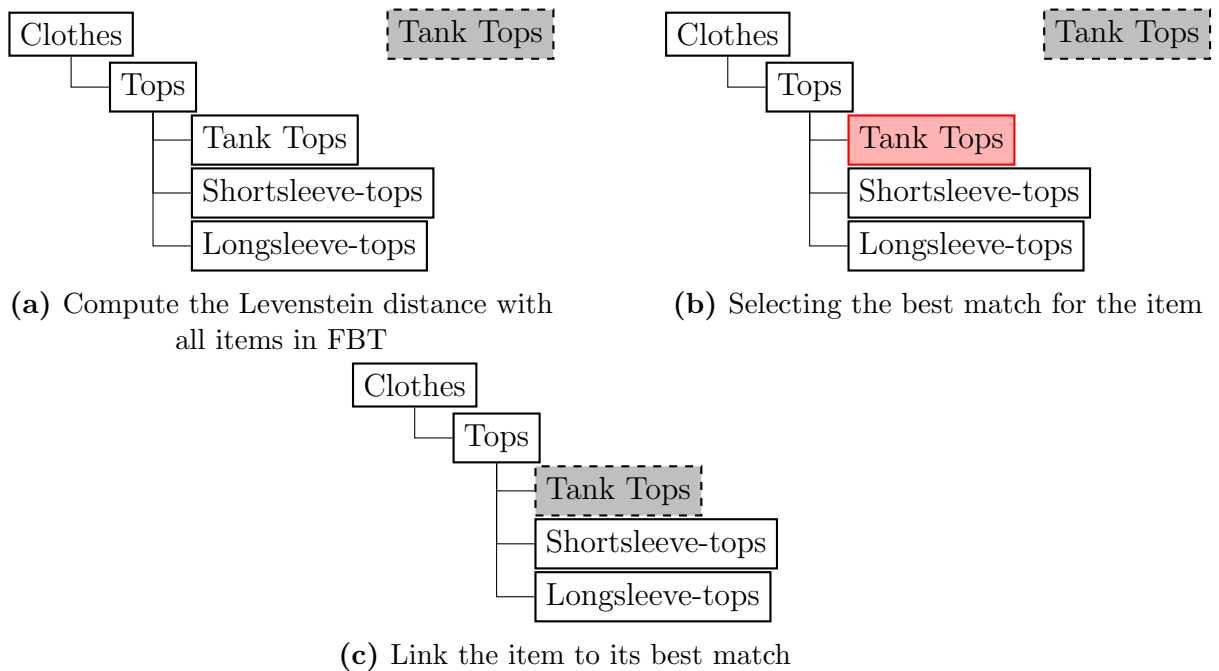 Clothes
Tank Tops
Tops
Tank Tops
Shortsleeve-tops
Longsleeve-tops
(a) Compute the Levenstein distance with
all items in FBT
Clothes
Tank Tops
Tops
Tank Tops
Shortsleeve-tops
Longsleeve-tops
(b) Selecting the best match for the item
Clothes
Tops
Tank Tops
Shortsleeve-tops
Longsleeve-tops
(c) Link the item to its best match